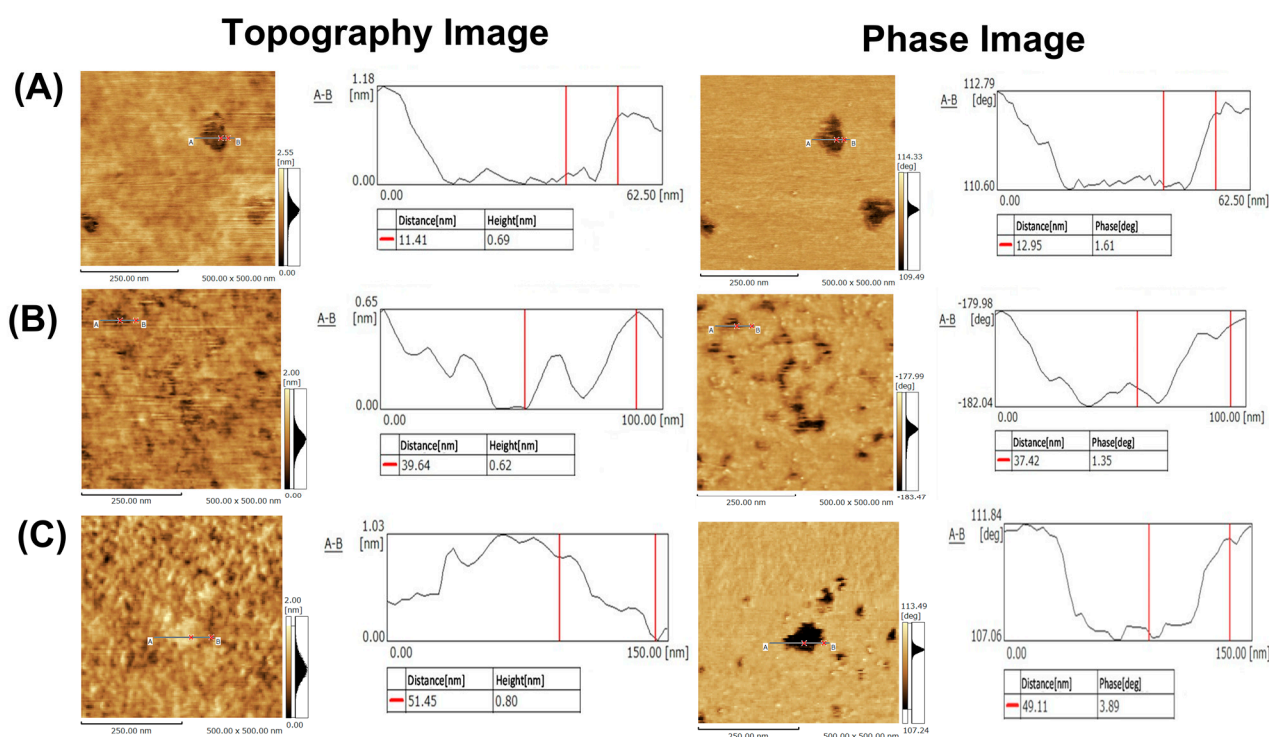 Topography Image
Phase Image
(A)
A
B
2.55
[nm]
0.00
250.00 nm
500.00 x 500.00 nm
A-B
1.18
[nm]
0.00
0.00
62.50 [nm]
Distance[nm] Height[nm]
11.41 0.69
A
B
114.33
[deg]
109.49
250.00 nm
500.00 x 500.00 nm
A-B
112.79
[deg]
110.60
0.00
62.50 [nm]
Distance[nm] Phase[deg]
12.95 1.61
(B)
A
B
2.00
[nm]
0.00
250.00 nm
500.00 x 500.00 nm
A-B
0.65
[nm]
0.00
0.00
100.00 [nm]
Distance[nm] Height[nm]
39.64 0.62
A
B
-177.99
[deg]
-183.47
250.00 nm
500.00 x 500.00 nm
A-B
-179.98
[deg]
-182.04
0.00
100.00 [nm]
Distance[nm] Phase[deg]
37.42 1.35
(C)
A
B
2.00
[nm]
0.00
250.00 nm
500.00 x 500.00 nm
A-B
1.03
[nm]
0.00
0.00
150.00 [nm]
Distance[nm] Height[nm]
51.45 0.80
A
B
113.49
[deg]
107.24
250.00 nm
500.00 x 500.00 nm
A-B
111.84
[deg]
107.06
0.00
150.00 [nm]
Distance[nm] Phase[deg]
49.11 3.89